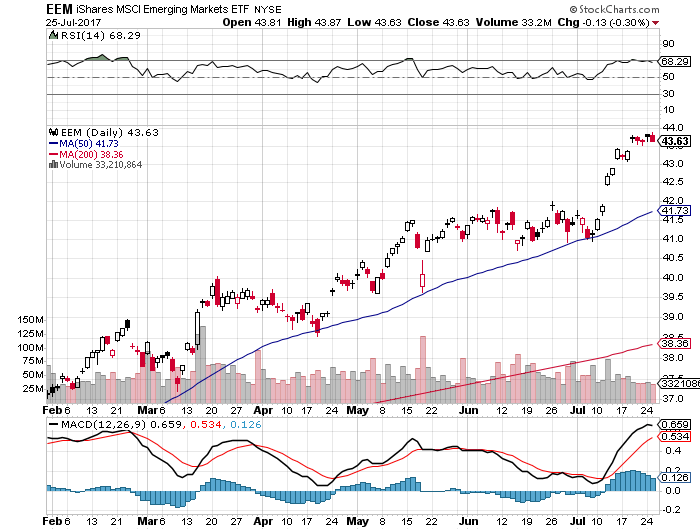 EEM iShares MSCI Emerging Markets ETF NYSE © StockCharts.com
25-Jul-2017 Open 43.81 High 43.87 Low 43.63 Close 43.63 Volume 33.2M Chg -0.13 (-0.30%)
RSI(14) 68.29
90
68.29
50
30
10
EEM (Daily) 43.63
MA(50) 41.73
MA(200) 38.36
Volume 33,210,864
44.0
43.63
43.0
42.5
42.0
41.73
41.0
40.5
40.0
39.5
39.0
38.5
38.36
38.0
37.5
37.0
150M
125M
100M
75M
50M
25M
3321086
Feb 6 13 21 Mar 13 20 27 Apr 10 17 24 May 8 15 22 Jun 12 19 26 Jul 10 17 24
MACD(12,26,9) 0.659, 0.534, 0.126
0.659
0.534
0.4
0.2
0.126
0.0
-0.2
Feb 6 13 21 Mar 13 20 27 Apr 10 17 24 May 8 15 22 Jun 12 19 26 Jul 10 17 24